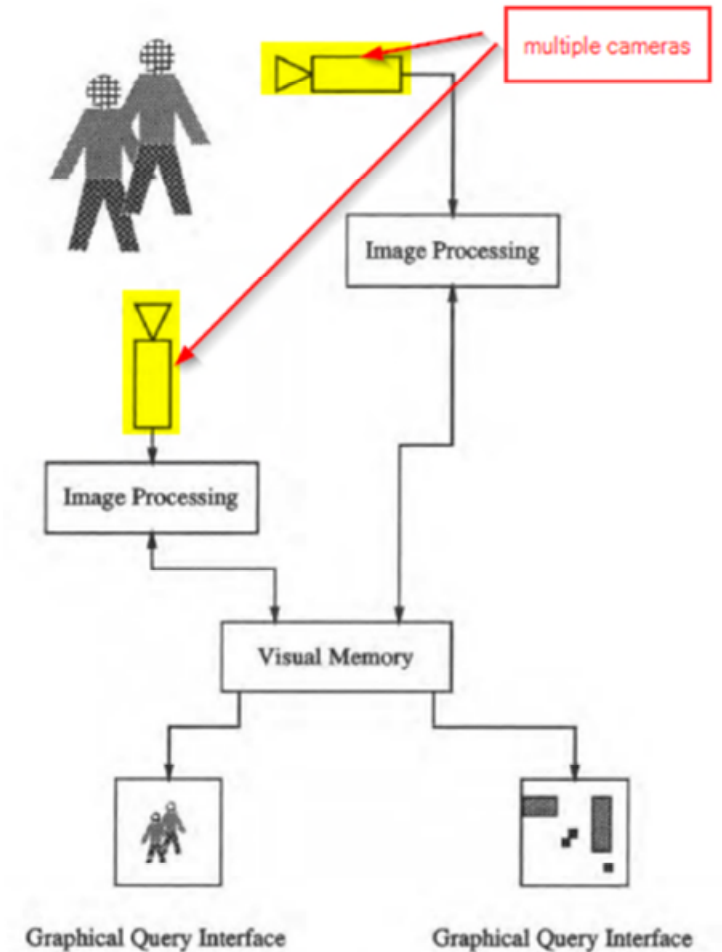 multiple cameras
Image Processing
Image Processing
Visual Memory
Graphical Query Interface
Graphical Query Interface